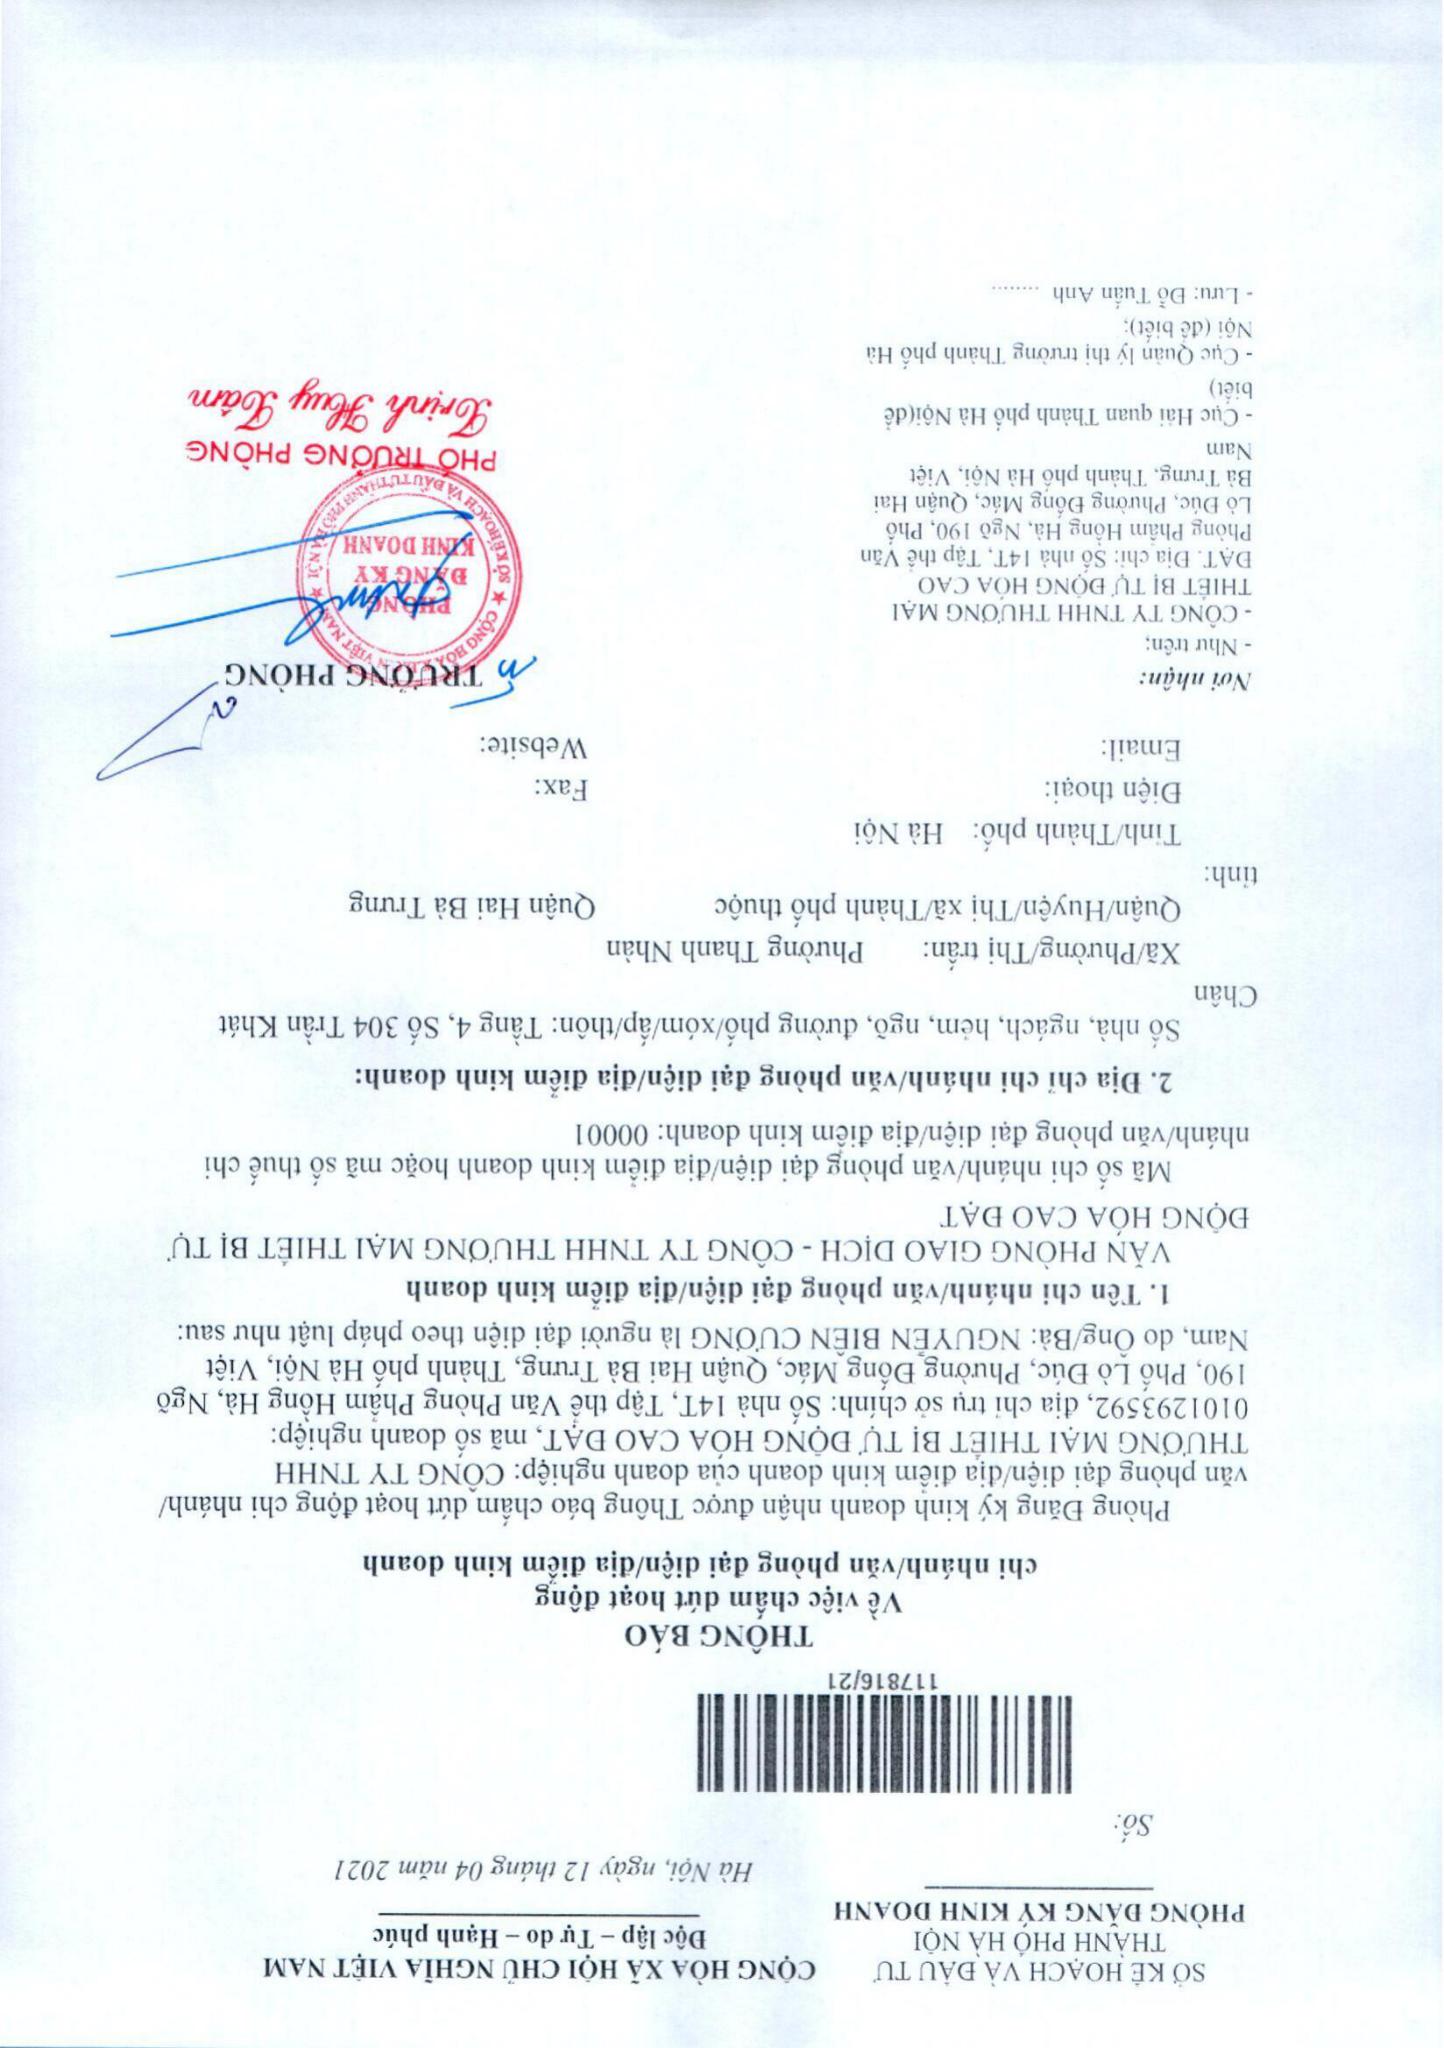 SỞ KẾ HOẠCH VÀ ĐẦU TƯ
THÀNH PHỐ HÀ NỘI
PHÒNG ĐĂNG KÝ KINH DOANH
CỘNG HÒA XÃ HỘI CHỦ NGHĨA VIỆT NAM
Độc lập – Tự do – Hạnh phúc
Số:
Hà Nội, ngày 12 tháng 04 năm 2021
117816/21
THÔNG BÁO
Về việc chấm dứt hoạt động
chi nhánh/văn phòng đại diện/địa điểm kinh doanh
Phòng Đăng ký kinh doanh nhận được Thông báo chấm dứt hoạt động chi nhánh/
văn phòng đại diện/địa điểm kinh doanh của doanh nghiệp: CÔNG TY TNHH
THƯƠNG MẠI THIẾT BỊ TỰ ĐỘNG HÓA CAO ĐẠT, mã số doanh nghiệp:
0101293592, địa chỉ trụ sở chính: Số nhà 14T, Tập thể Văn Phòng Phẩm Hồng Hà, Ngõ
190, Phố Lò Đúc, Phường Đống Mác, Quận Hai Bà Trưng, Thành phố Hà Nội, Việt
Nam, do Ông/Bà: NGUYỄN BIÊN CƯƠNG là người đại diện theo pháp luật như sau:
1. Tên chi nhánh/văn phòng đại diện/địa điểm kinh doanh
VĂN PHÒNG GIAO DỊCH - CÔNG TY TNHH THƯƠNG MẠI THIẾT BỊ TỰ
ĐỘNG HÓA CAO ĐẠT
Mã số chi nhánh/văn phòng đại diện/địa điểm kinh doanh hoặc mã số thuế chi
nhánh/văn phòng đại diện/địa điểm kinh doanh: 00001
2. Địa chỉ chi nhánh/văn phòng đại diện/địa điểm kinh doanh:
Số nhà, ngách, hẻm, ngõ, đường phố/xóm/ấp/thôn: Tầng 4, Số 304 Trần Khát
Chân
Xã/Phường/Thị trấn: Phường Thanh Nhàn
Quận/Huyện/Thị xã/Thành phố thuộc Quận Hai Bà Trưng
tỉnh:
Tỉnh/Thành phố: Hà Nội
Điện thoại: Fax:
Email: Website:
Nơi nhận:
- Như trên;
- CÔNG TY TNHH THƯƠNG MẠI
THIẾT BỊ TỰ ĐỘNG HÓA CAO
ĐẠT. Địa chỉ: Số nhà 14T, Tập thể Văn
Phòng Phẩm Hồng Hà, Ngõ 190, Phố
Lò Đúc, Phường Đống Mác, Quận Hai
Bà Trưng, Thành phố Hà Nội, Việt
Nam
- Cục Hải quan Thành phố Hà Nội(để
biết)
- Cục Quản lý thị trường Thành phố Hà
Nội (để biết);
- Lưu: Đỗ Tuấn Anh ........
TRƯỞNG PHÒNG
CỘNG HÒA X.H.C.N VIỆT NAM
PHÒNG
ĐĂNG KÝ
KINH DOANH
SỞ KẾ HOẠCH VÀ ĐẦU TƯ THÀNH PHỐ HÀ NỘI
PHÓ TRƯỞNG PHÒNG
Trịnh Huy Tâm